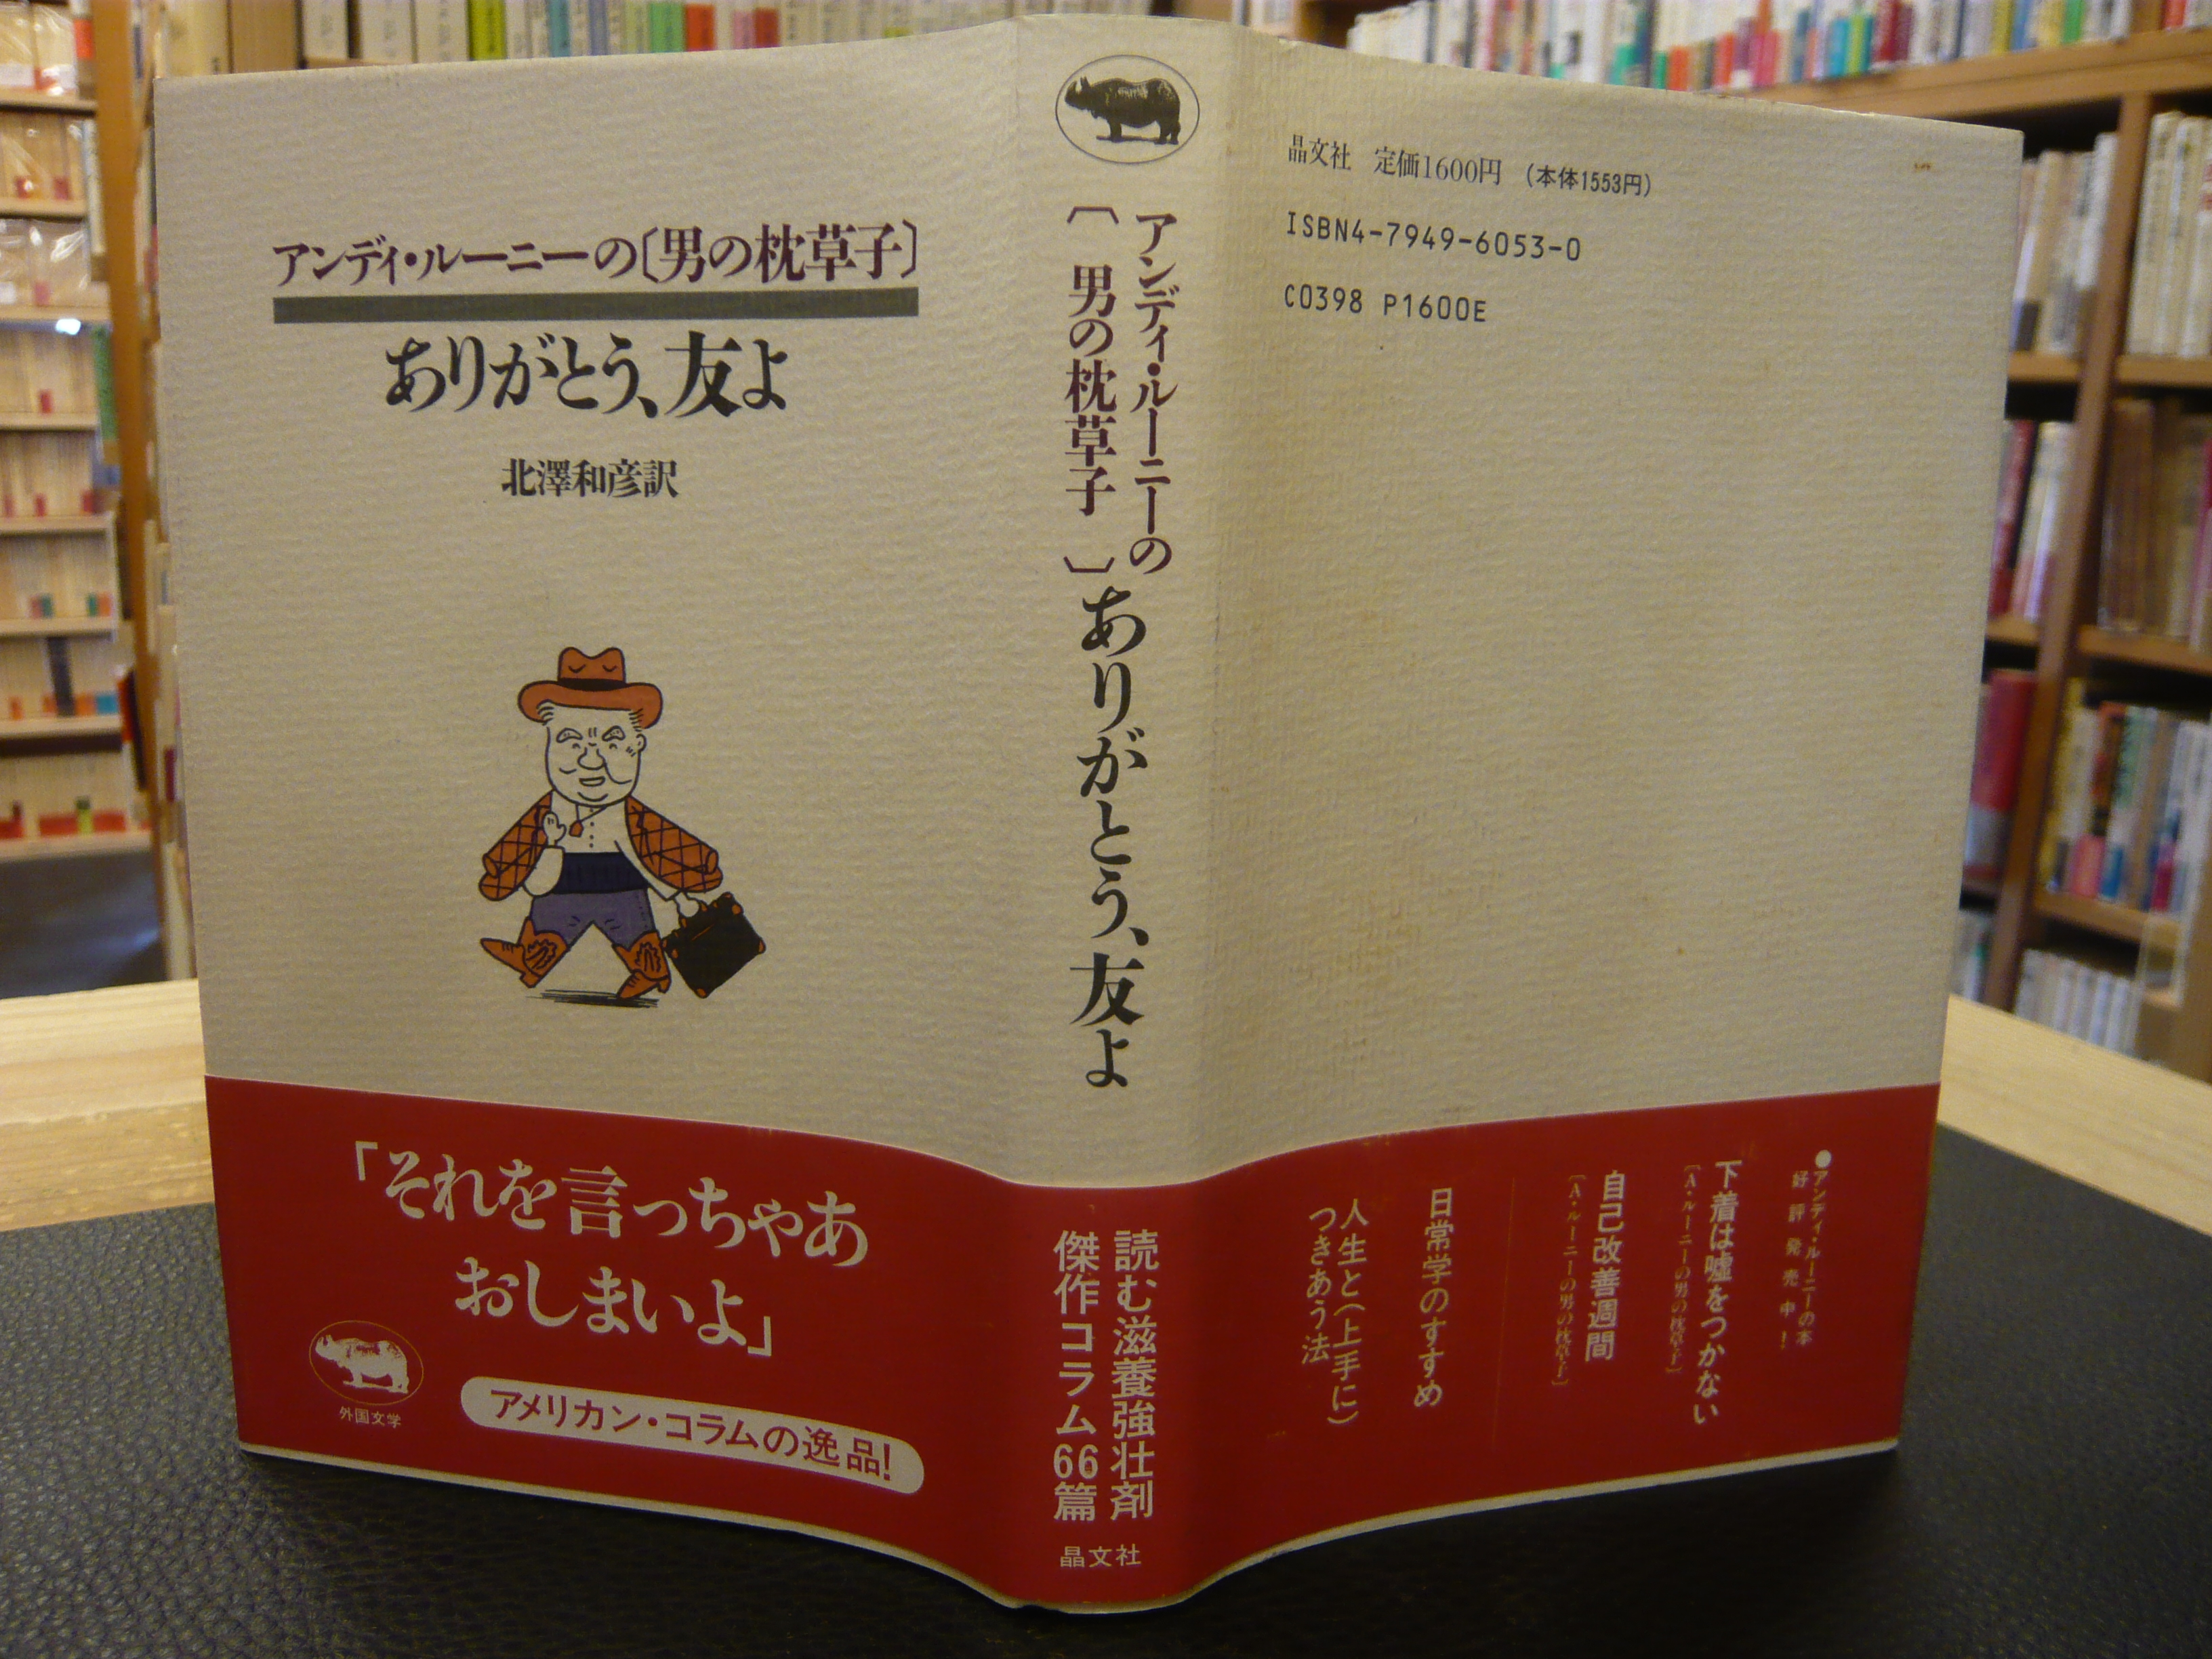 アンディ・ルーニーの〔男の枕草子〕
ありがとう、友よ
北澤和彦訳
「それを言っちゃあ
おしまいよ」
外国文学
アメリカン・コラムの逸品!
アンディ・ルーニーの
〔男の枕草子〕
ありがとう、友よ
読む滋養強壮剤
傑作コラム66篇
晶文社
晶文社 定価1600円 (本体1553円)
ISBN4-7949-6053-0
C0398 P1600E
●アンディ・ルーニーの本
好評発売中!
下着は嘘をつかない
〔A・ルーニーの男の枕草子〕
自己改善週間
〔A・ルーニーの男の枕草子〕
日常学のすすめ
人生と(上手に)
つきあう法